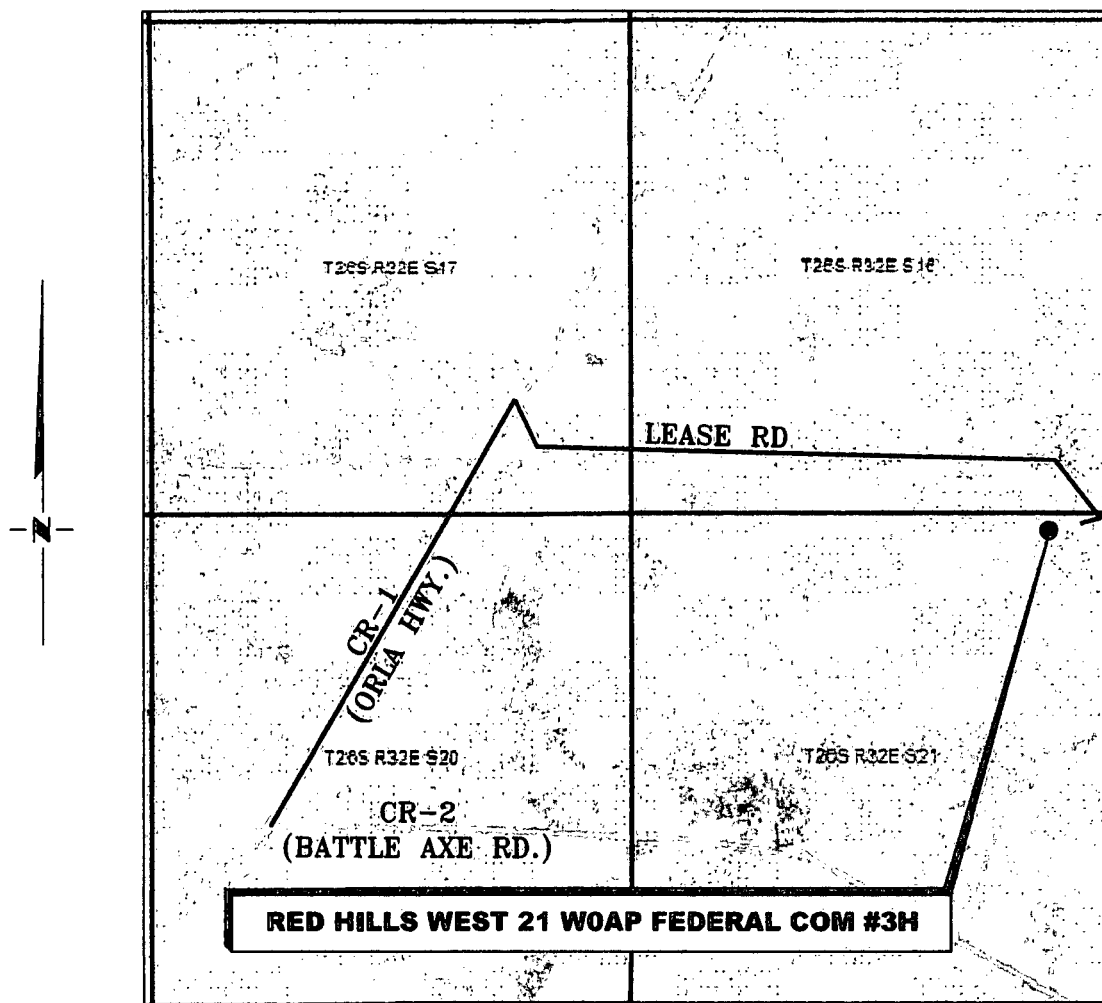 T26S R32E S17
T26S R32E S16
LEASE RD
N
CR-1
(ORLA HWY.)
T26S R32E S20
T26S R32E S21
CR-2
(BATTLE AXE RD.)
RED HILLS WEST 21 W0AP FEDERAL COM #3H